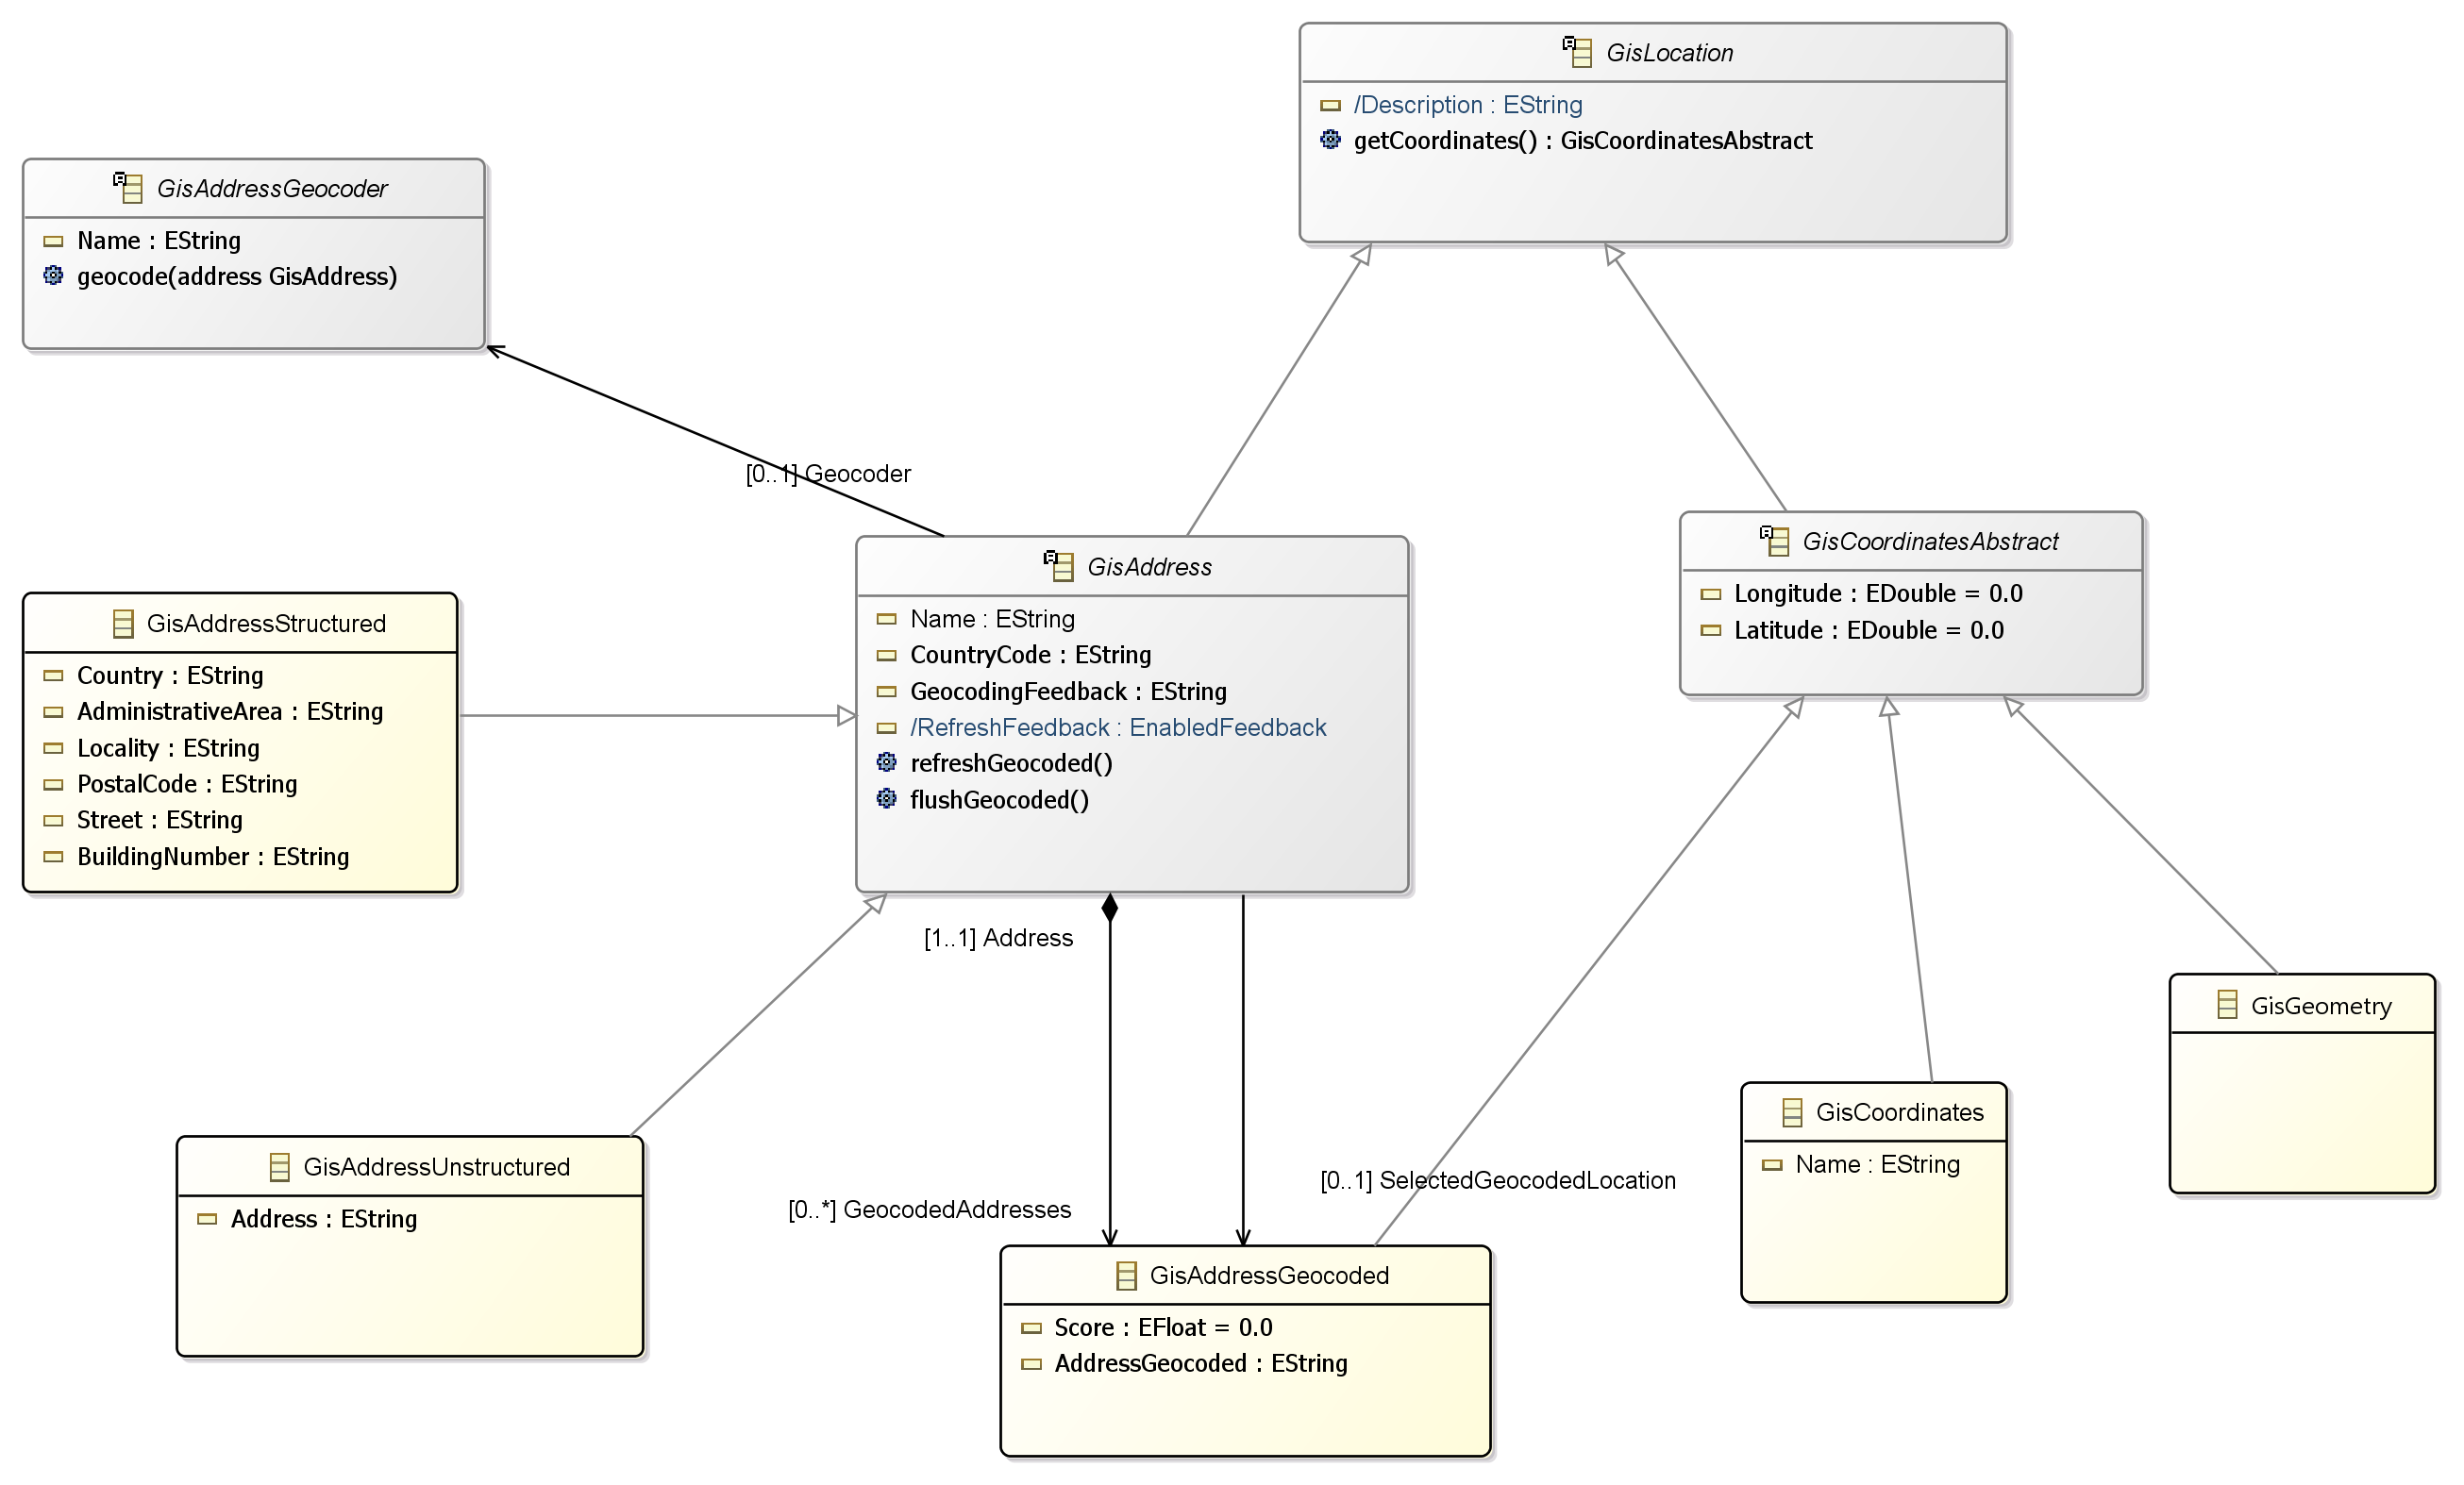 GisLocation
/Description : EString
getCoordinates() : GisCoordinatesAbstract
GisAddressGeocoder
Name : EString
geocode(address GisAddress)
[0..1] Geocoder
GisAddress
Name : EString
CountryCode : EString
GeocodingFeedback : EString
/RefreshFeedback : EnabledFeedback
refreshGeocoded()
flushGeocoded()
GisCoordinatesAbstract
Longitude : EDouble = 0.0
Latitude : EDouble = 0.0
GisAddressStructured
Country : EString
AdministrativeArea : EString
Locality : EString
PostalCode : EString
Street : EString
BuildingNumber : EString
[1..1] Address
GisGeometry
GisCoordinates
Name : EString
GisAddressUnstructured
Address : EString
[0..*] GeocodedAddresses
[0..1] SelectedGeocodedLocation
GisAddressGeocoded
Score : EFloat = 0.0
AddressGeocoded : EString